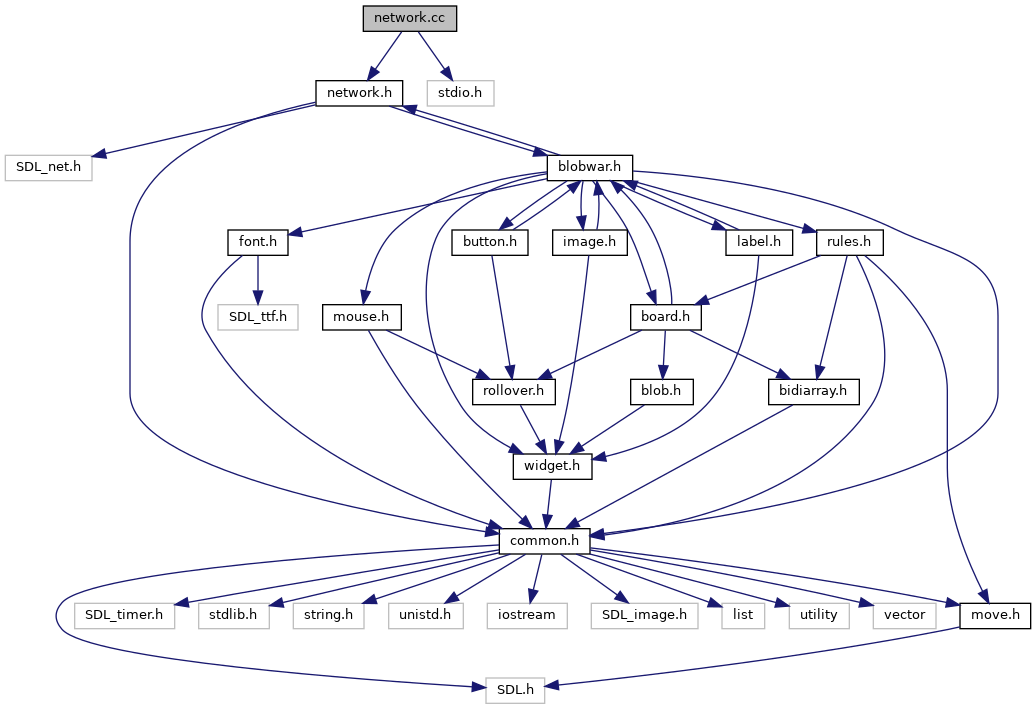 network.cc
network.h
stdio.h
SDL_net.h
blobwar.h
font.h
button.h
image.h
label.h
rules.h
SDL_ttf.h
mouse.h
board.h
rollover.h
blob.h
bidiarray.h
widget.h
common.h
SDL_timer.h
stdlib.h
string.h
unistd.h
iostream
SDL_image.h
list
utility
vector
move.h
SDL.h